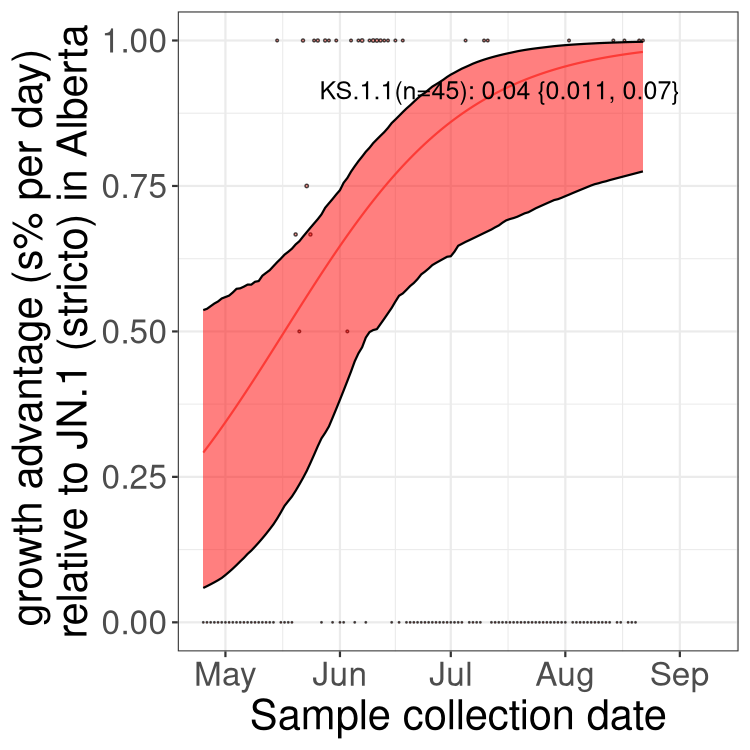 growth advantage (s% per day)
relative to JN.1 (stricto) in Alberta
1.00
0.75
0.50
0.25
0.00
KS.1.1(n=45): 0.04 {0.011, 0.07}
May Jun Jul Aug Sep
Sample collection date